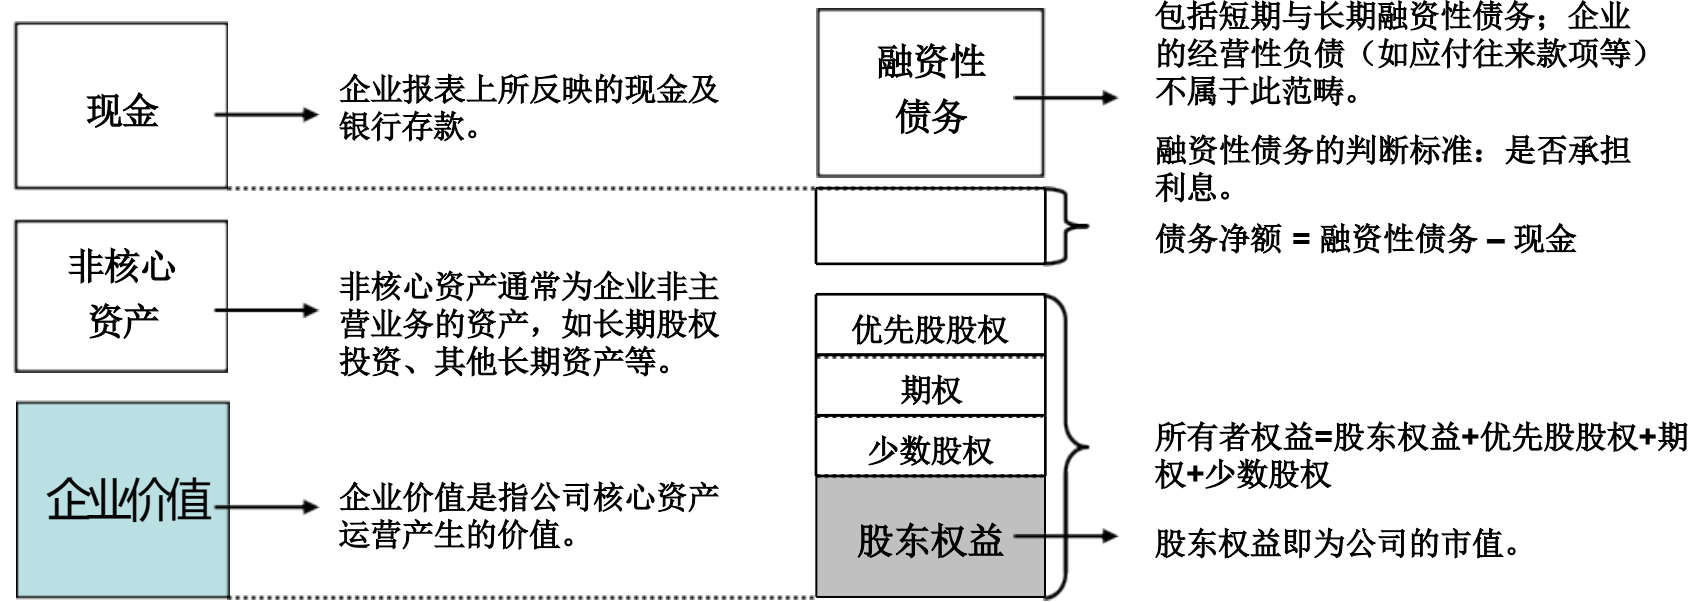 现金
企业报表上所反映的现金及
银行存款。
非核心
资产
非核心资产通常为企业非主
营业务的资产，如长期股权
投资、其他长期资产等。
企业价值
企业价值是指公司核心资产
运营产生的价值。
融资性
债务
包括短期与长期融资性债务；企业
的经营性负债（如应付往来款项等）
不属于此范畴。
融资性债务的判断标准：是否承担
利息。
债务净额 = 融资性债务 – 现金
优先股股权
期权
少数股权
股东权益
所有者权益=股东权益+优先股股权+期
权+少数股权
股东权益即为公司的市值。